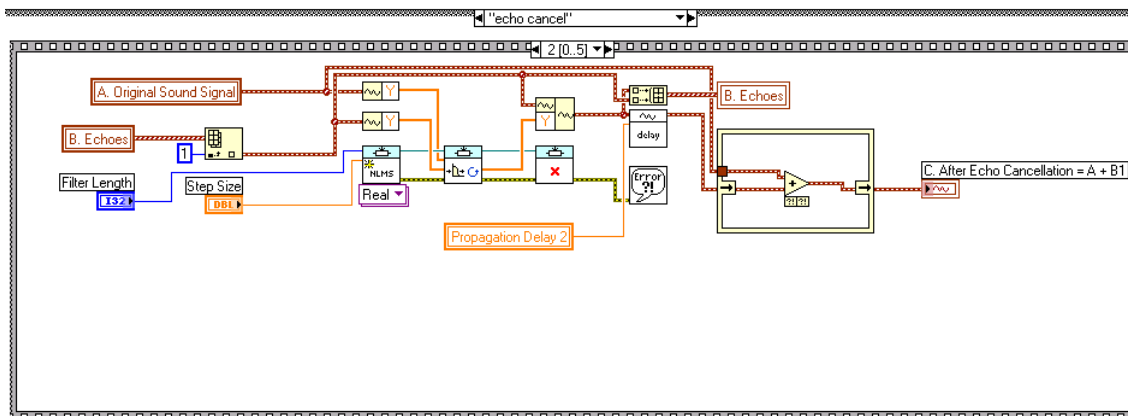 "echo cancel"
2 [0..5]
A. Original Sound Signal
B. Echoes
B. Echoes
1
Y
Y
Y
delay
Filter Length
I32
Step Size
DBL
NLMS
Real
Error
?!
Propagation Delay 2
+
?! ?!
C. After Echo Cancellation = A + B1